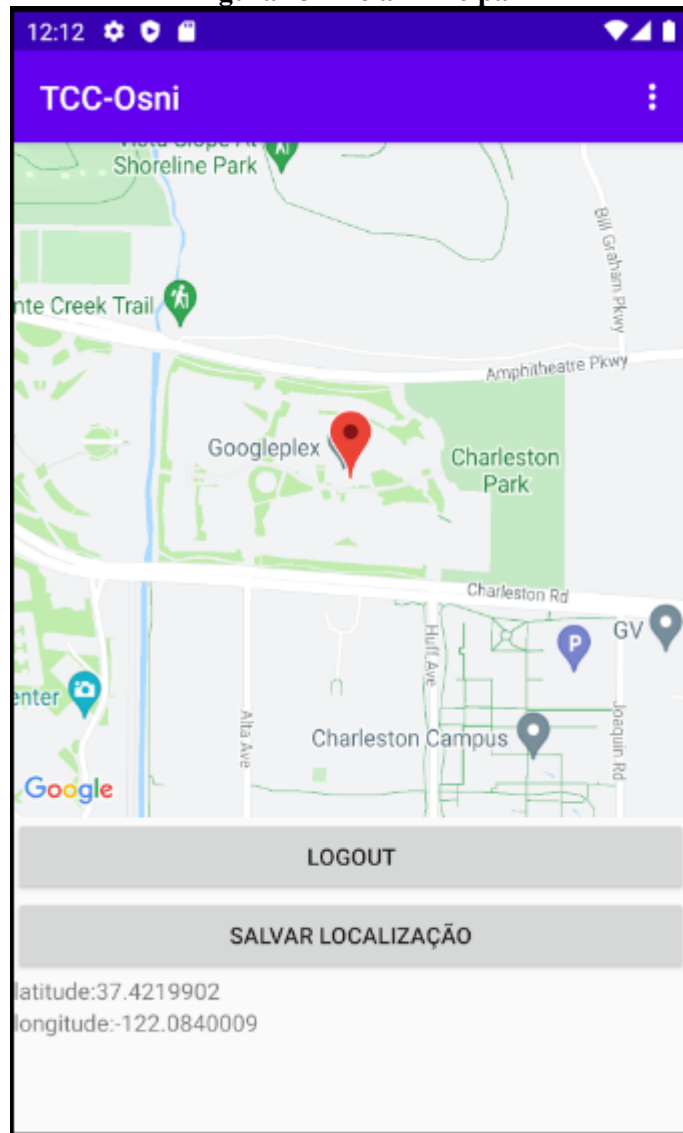 12:12
TCC-Osni
Shoreline Park
Bill Graham Pkwy
nte Creek Trail
Amphitheatre Pkwy
Googleplex
Charleston
Park
Charleston Rd
GV
P
Huff Ave
enter
Alta Ave
Charleston Campus
Joaquin Rd
Google
LOGOUT
SALVAR LOCALIZAÇÃO
latitude:37.4219902
longitude:-122.0840009